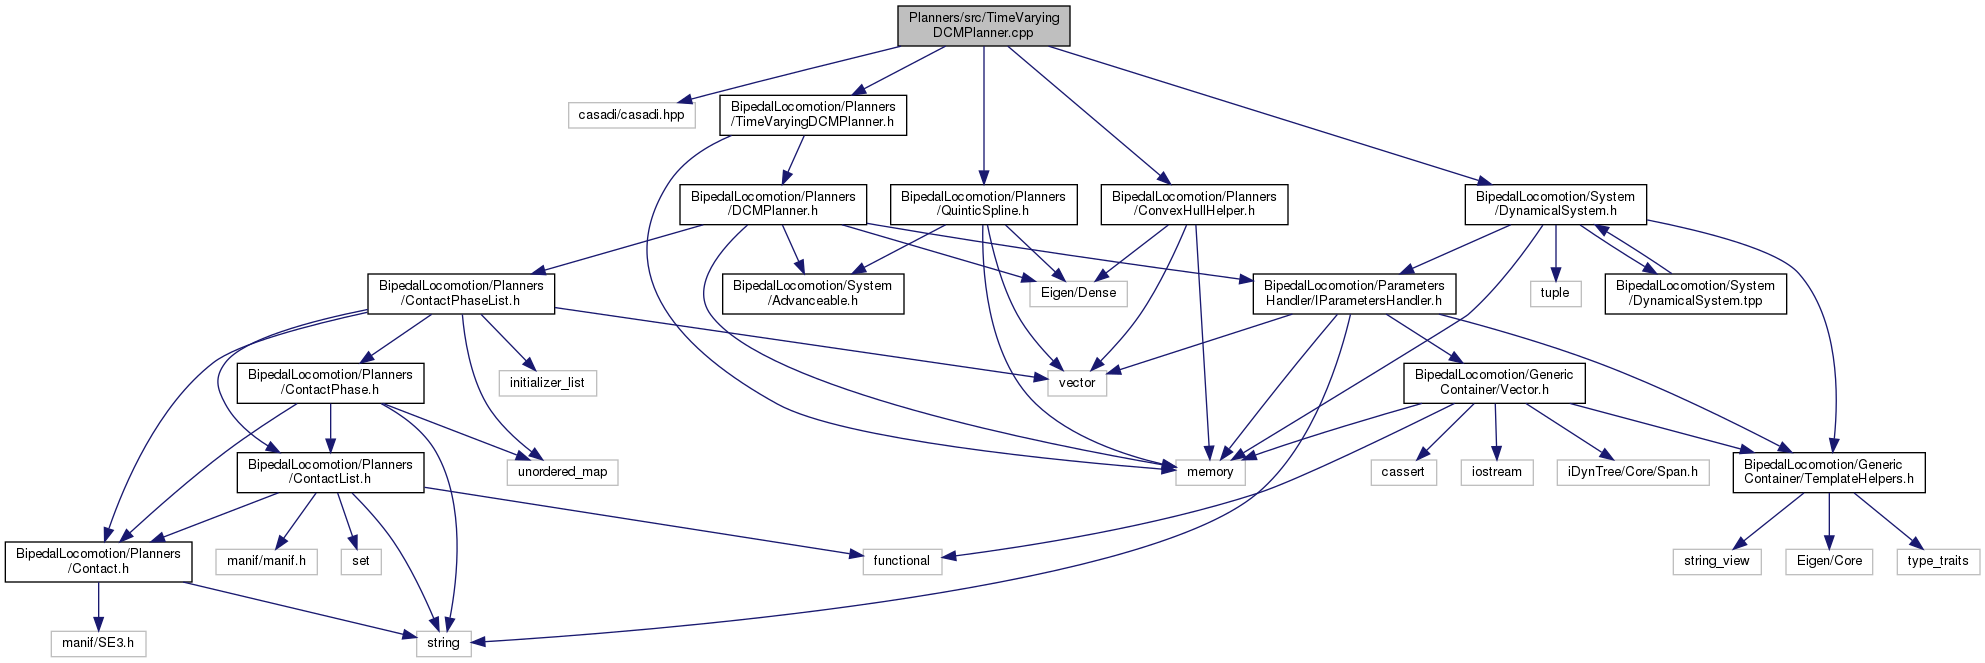 Planners/src/TimeVarying
DCMPlanner.cpp
casadi/casadi.hpp
BipedalLocomotion/Planners
/TimeVaryingDCMPlanner.h
BipedalLocomotion/Planners
/DCMPlanner.h
BipedalLocomotion/Planners
/QuinticSpline.h
BipedalLocomotion/Planners
/ConvexHullHelper.h
BipedalLocomotion/System
/DynamicalSystem.h
BipedalLocomotion/Planners
/ContactPhaseList.h
BipedalLocomotion/System
/Advanceable.h
Eigen/Dense
BipedalLocomotion/Parameters
Handler/IParametersHandler.h
tuple
BipedalLocomotion/System
/DynamicalSystem.tpp
BipedalLocomotion/Planners
/ContactPhase.h
initializer_list
vector
BipedalLocomotion/Generic
Container/Vector.h
BipedalLocomotion/Planners
/ContactList.h
unordered_map
memory
cassert
iostream
iDynTree/Core/Span.h
BipedalLocomotion/Generic
Container/TemplateHelpers.h
BipedalLocomotion/Planners
/Contact.h
manif/manif.h
set
functional
string_view
Eigen/Core
type_traits
manif/SE3.h
string